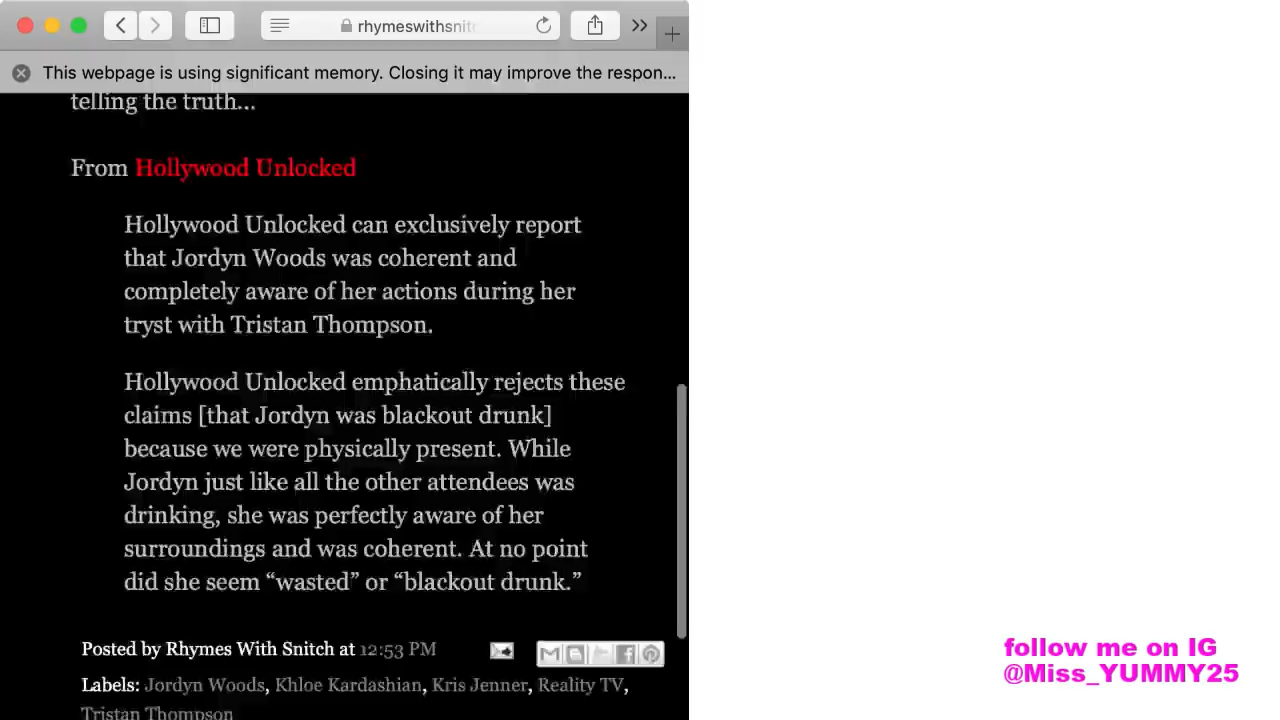 rhymeswithsnitc
This webpage is using significant memory. Closing it may improve the respon...
telling the truth...
From Hollywood Unlocked
Hollywood Unlocked can exclusively report
that Jordyn Woods was coherent and
completely aware of her actions during her
tryst with Tristan Thompson.
Hollywood Unlocked emphatically rejects these
claims [that Jordyn was blackout drunk]
because we were physically present. While
Jordyn just like all the other attendees was
drinking, she was perfectly aware of her
surroundings and was coherent. At no point
did she seem “wasted” or “blackout drunk.”
Posted by Rhymes With Snitch at 12:53 PM
Labels: Jordyn Woods, Khloe Kardashian, Kris Jenner, Reality TV,
Tristan Thompson
follow me on IG
@Miss_YUMMY25